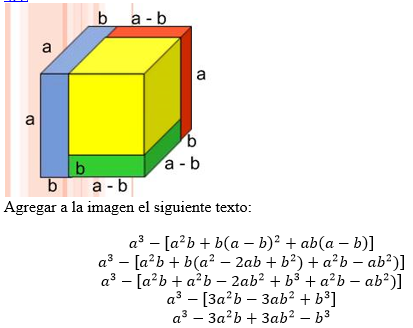 b a - b
a
a
a
b
b
a - b
b a - b
Agregar a la imagen el siguiente texto:
𝑎³ − [𝑎²𝑏 + 𝑏(𝑎 − 𝑏)² + 𝑎𝑏(𝑎 − 𝑏)]
𝑎³ − [𝑎²𝑏 + 𝑏(𝑎² − 2𝑎𝑏 + 𝑏²) + 𝑎²𝑏 − 𝑎𝑏²)]
𝑎³ − [𝑎²𝑏 + 𝑎²𝑏 − 2𝑎𝑏² + 𝑏³ + 𝑎²𝑏 − 𝑎𝑏²)]
𝑎³ − [3𝑎²𝑏 − 3𝑎𝑏² + 𝑏³]
𝑎³ − 3𝑎²𝑏 + 3𝑎𝑏² − 𝑏³